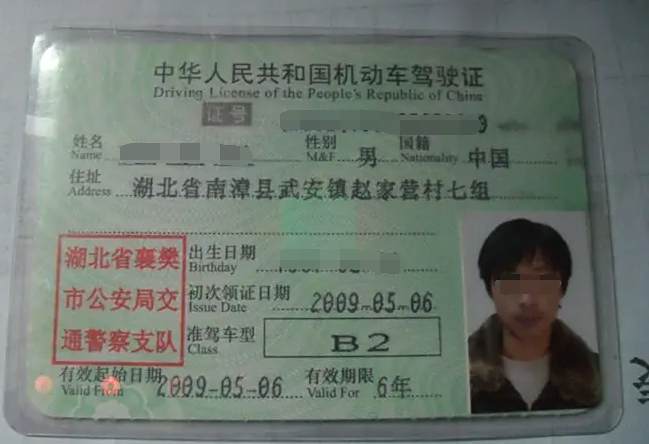 中华人民共和国机动车驾驶证
Driving License of the People's Republic of China
证号
姓名 性别 男 国籍 中国
Name M&F Nationality
住址 湖北省南漳县武安镇赵家营村七组
Address
湖北省襄樊
市公安局交
通警察支队
出生日期
Birthday
初次领证日期 2009-05-06
Issue Date
准驾车型 B2
Class
有效起始日期 2009-05-06 有效期限 6年
Valid From Valid For